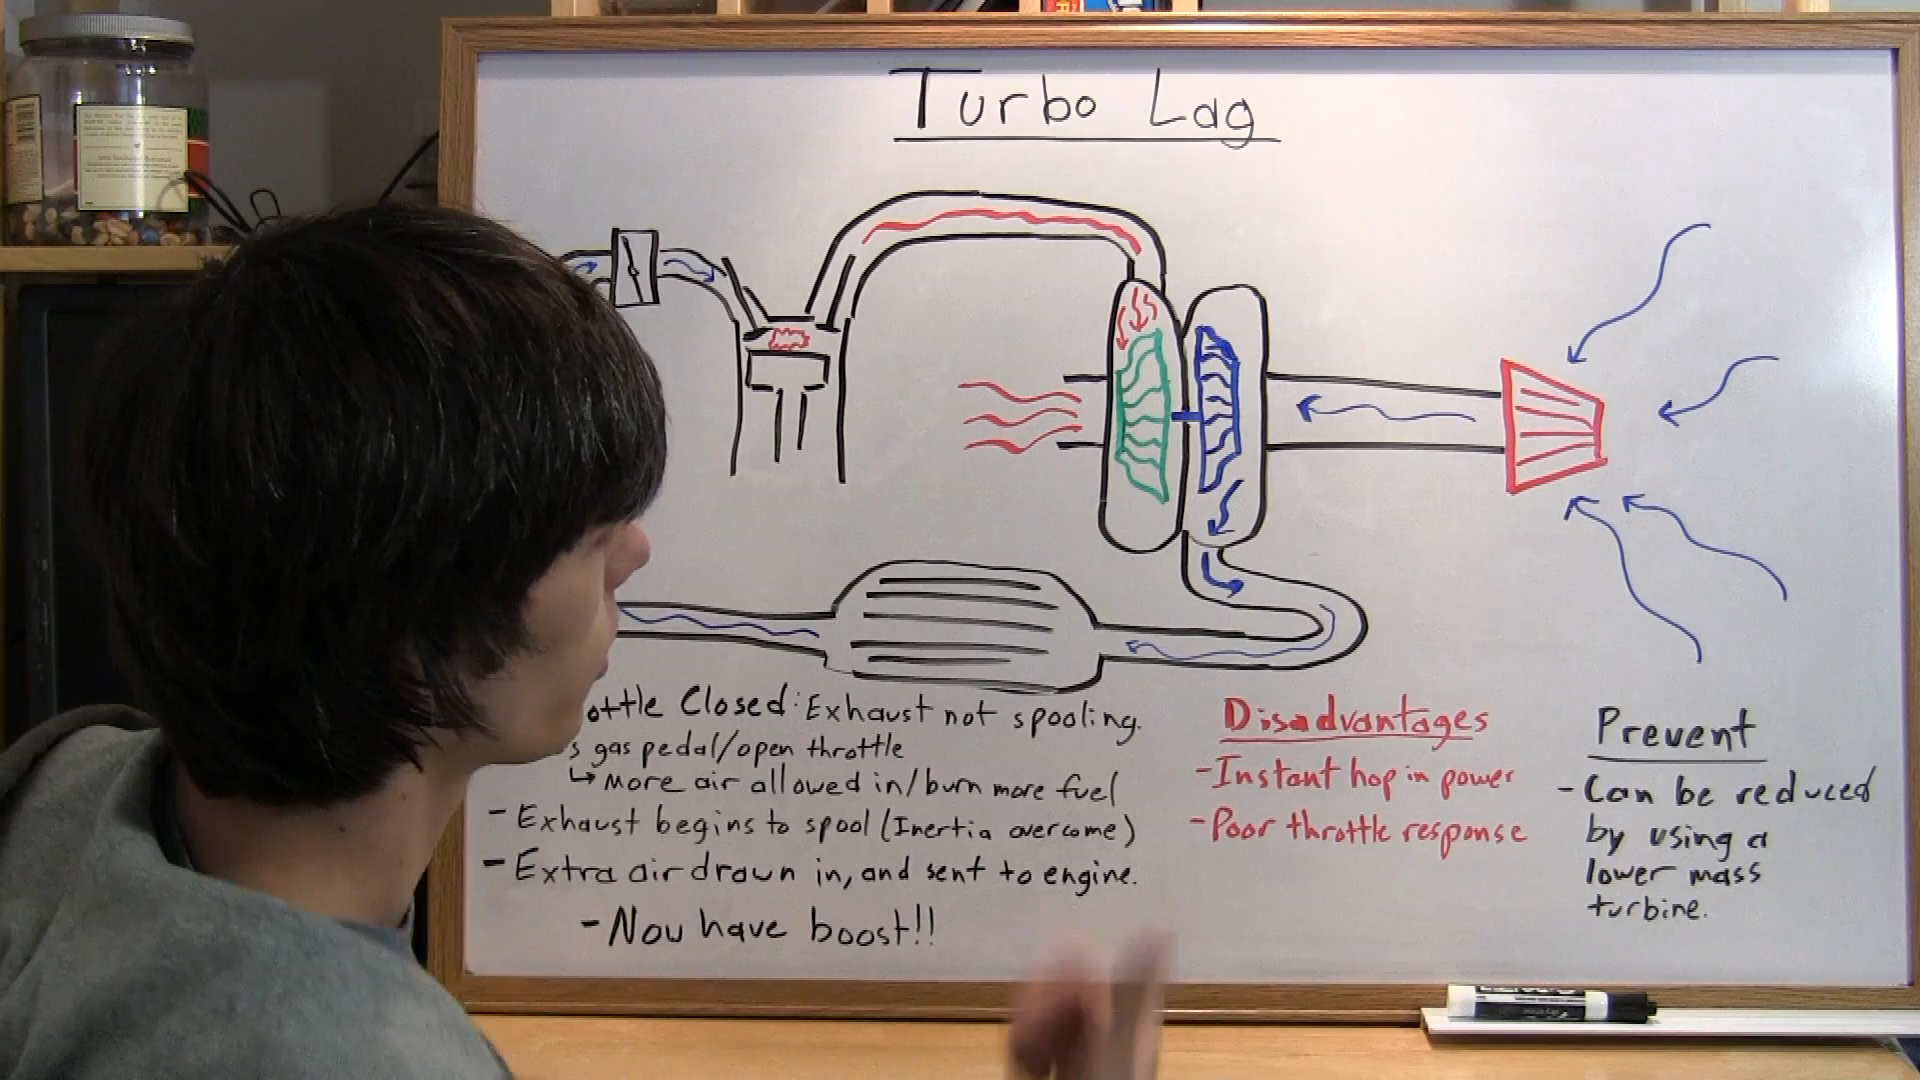 Turbo Lag
ottle Closed: Exhaust not spooling.
s gas pedal/open throttle
↳ More air allowed in/burn more fuel
- Exhaust begins to spool (Inertia overcome)
- Extra air drawn in, and sent to engine.
- Now have boost!!
Disadvantages
- Instant hop in power
- Poor throttle response
Prevent
- Can be reduced
by using a
lower mass
turbine.